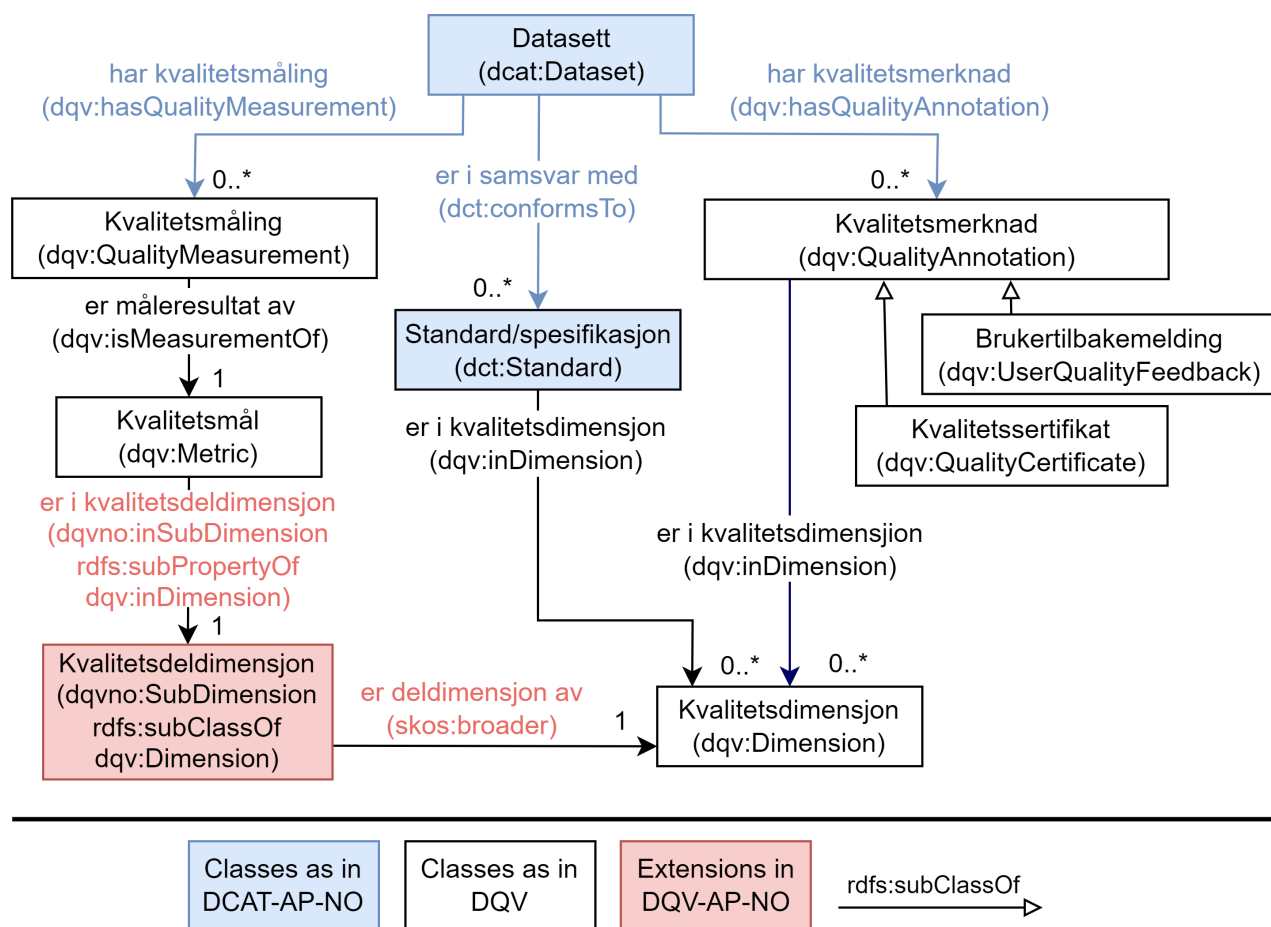 Datasett
(dcat:Dataset)
har kvalitetsmåling
(dqv:hasQualityMeasurement)
har kvalitetsmerknad
(dqv:hasQualityAnnotation)
er i samsvar med
(dct:conformsTo)
0..*
0..*
Kvalitetsmåling
(dqv:QualityMeasurement)
Kvalitetsmerknad
(dqv:QualityAnnotation)
er måleresultat av
(dqv:isMeasurementOf)
0..*
Standard/spesifikasjon
(dct:Standard)
Brukertilbakemelding
(dqv:UserQualityFeedback)
1
Kvalitetsmål
(dqv:Metric)
er i kvalitetsdimensjon
(dqv:inDimension)
Kvalitetssertifikat
(dqv:QualityCertificate)
er i kvalitetsdeldimensjon
(dqvno:inSubDimension
rdfs:subPropertyOf
dqv:inDimension)
er i kvalitetsdimensjion
(dqv:inDimension)
1
Kvalitetsdeldimensjon
(dqvno:SubDimension
rdfs:subClassOf
dqv:Dimension)
er deldimensjon av
(skos:broader)
1
0..*
0..*
Kvalitetsdimensjon
(dqv:Dimension)
Classes as in
DCAT-AP-NO
Classes as in
DQV
Extensions in
DQV-AP-NO
rdfs:subClassOf